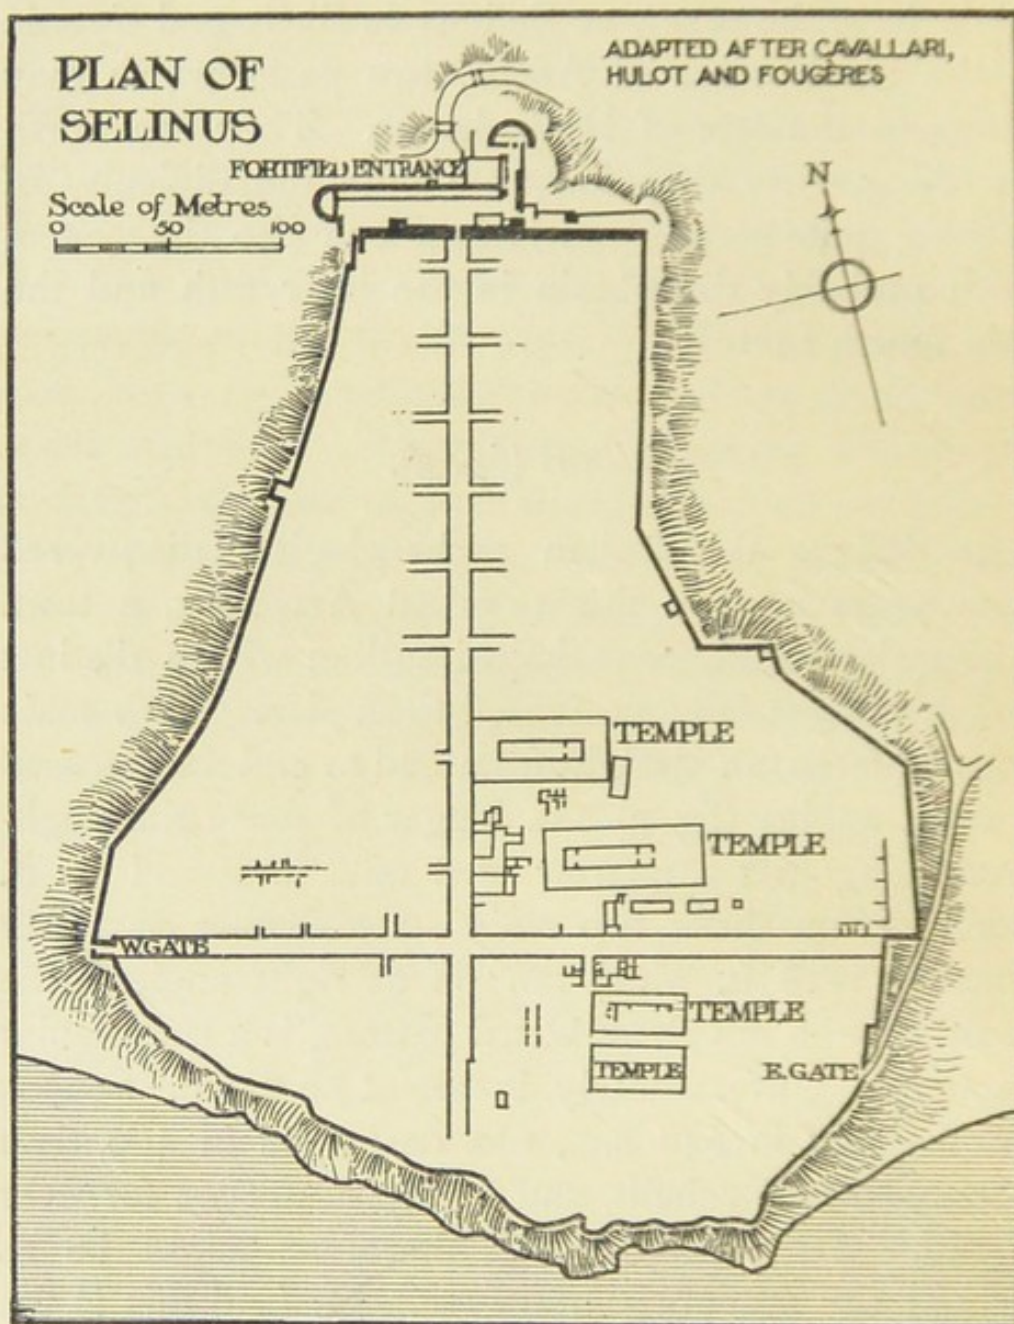 PLAN OF
SELINUS
ADAPTED AFTER CAVALLARI,
HULOT AND FOUGÈRES
FORTIFIED ENTRANCE
Scale of Metres
0 50 100
N
TEMPLE
TEMPLE
W. GATE
TEMPLE
TEMPLE
E. GATE